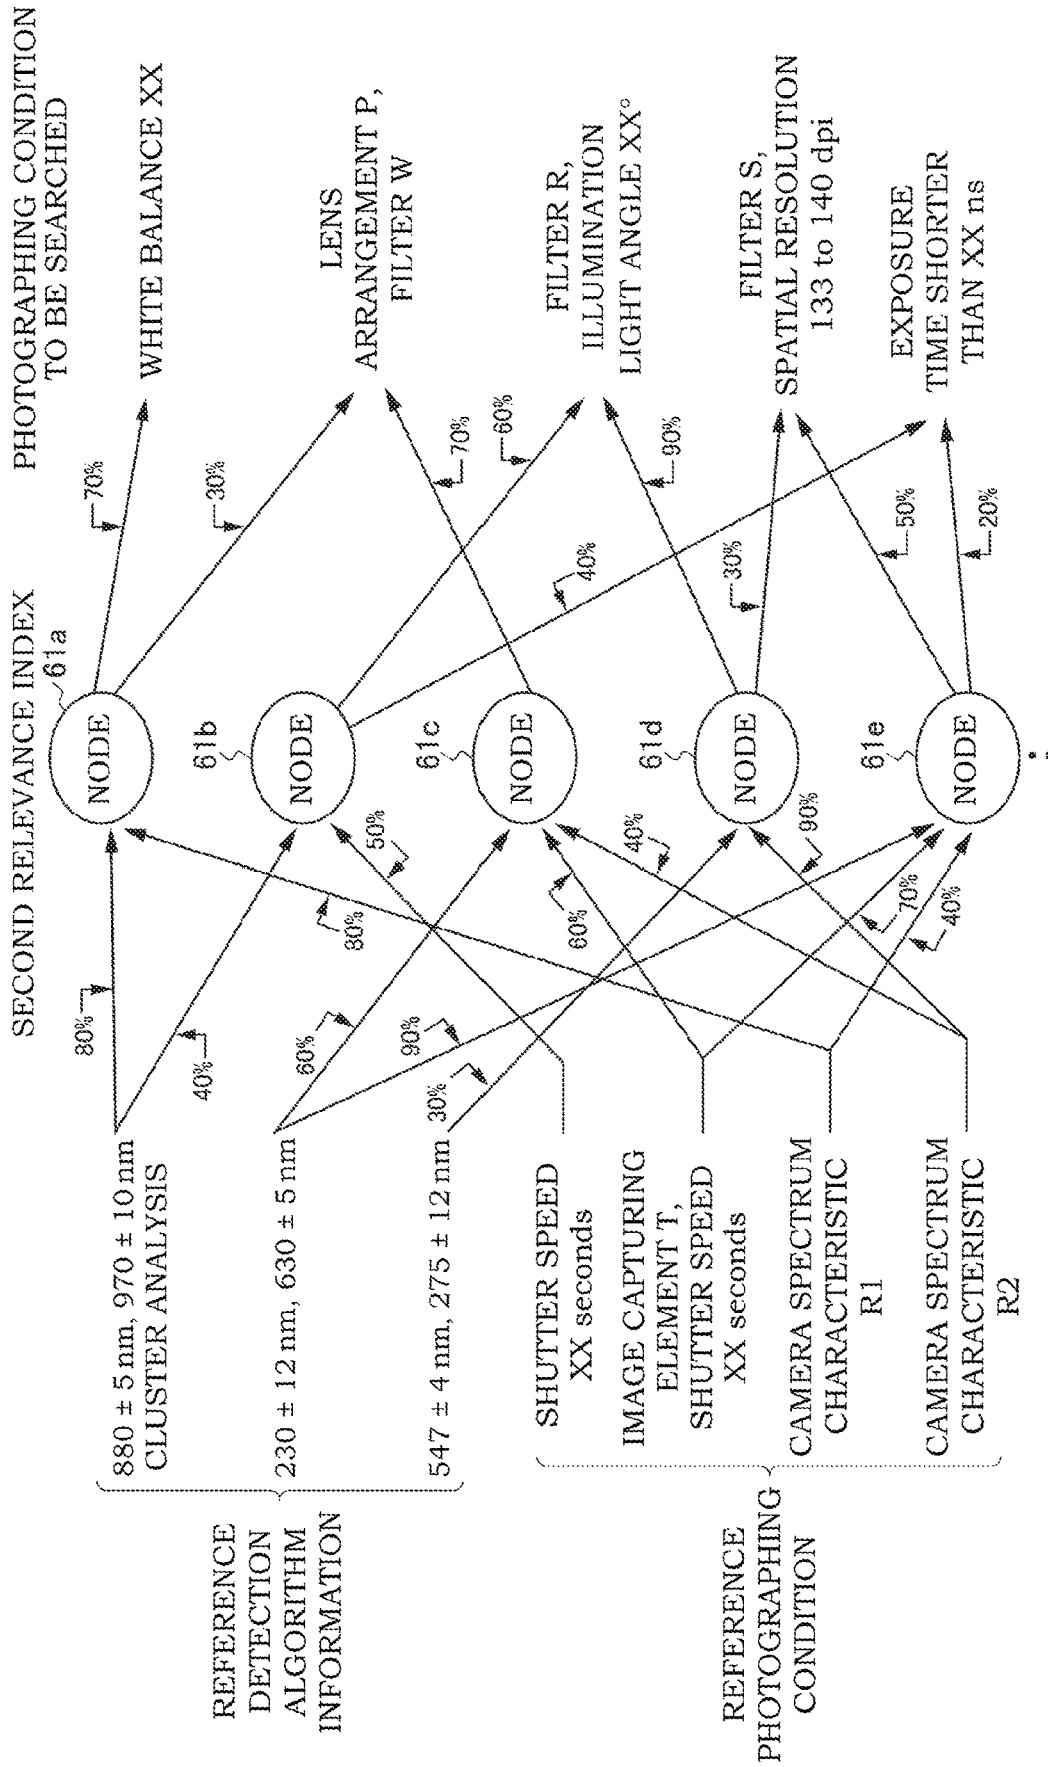 SECOND RELEVANCE INDEX
PHOTOGRAPHING CONDITION
TO BE SEARCHED
REFERENCE
DETECTION
ALGORITHM
INFORMATION
880 ± 5 nm, 970 ± 10 nm
CLUSTER ANALYSIS
230 ± 12 nm, 630 ± 5 nm
547 ± 4 nm, 275 ± 12 nm
REFERENCE
PHOTOGRAPHING
CONDITION
SHUTTER SPEED
XX seconds
IMAGE CAPTURING
ELEMENT T,
SHUTTER SPEED
XX seconds
CAMERA SPECTRUM
CHARACTERISTIC
R1
CAMERA SPECTRUM
CHARACTERISTIC
R2
80%
40%
60%
90%
30%
50%
80%
60%
40%
70%
40%
90%
61a
NODE
61b
NODE
61c
NODE
61d
NODE
61e
NODE
70%
30%
60%
70%
40%
90%
30%
50%
20%
WHITE BALANCE XX
LENS
ARRANGEMENT P,
FILTER W
FILTER R,
ILLUMINATION
LIGHT ANGLE XX°
FILTER S,
SPATIAL RESOLUTION
133 to 140 dpi
EXPOSURE
TIME SHORTER
THAN XX ns